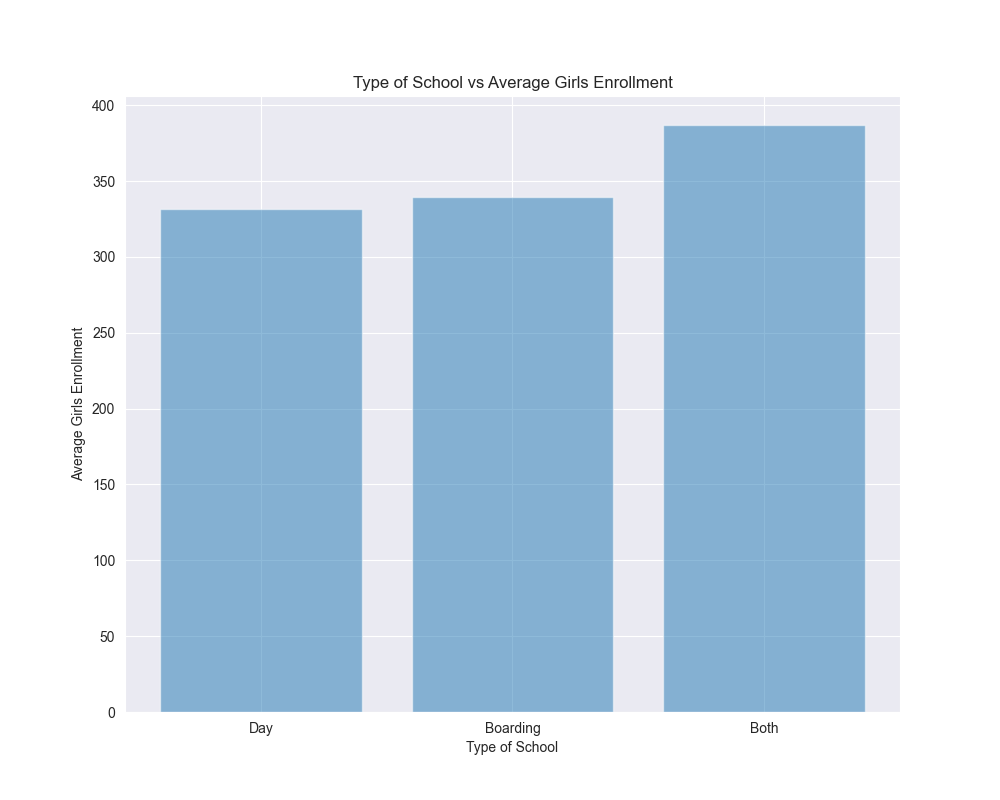 Type of School vs Average Girls Enrollment
400
350
300
250
200
150
100
50
0
Average Girls Enrollment
Day Boarding Both
Type of School